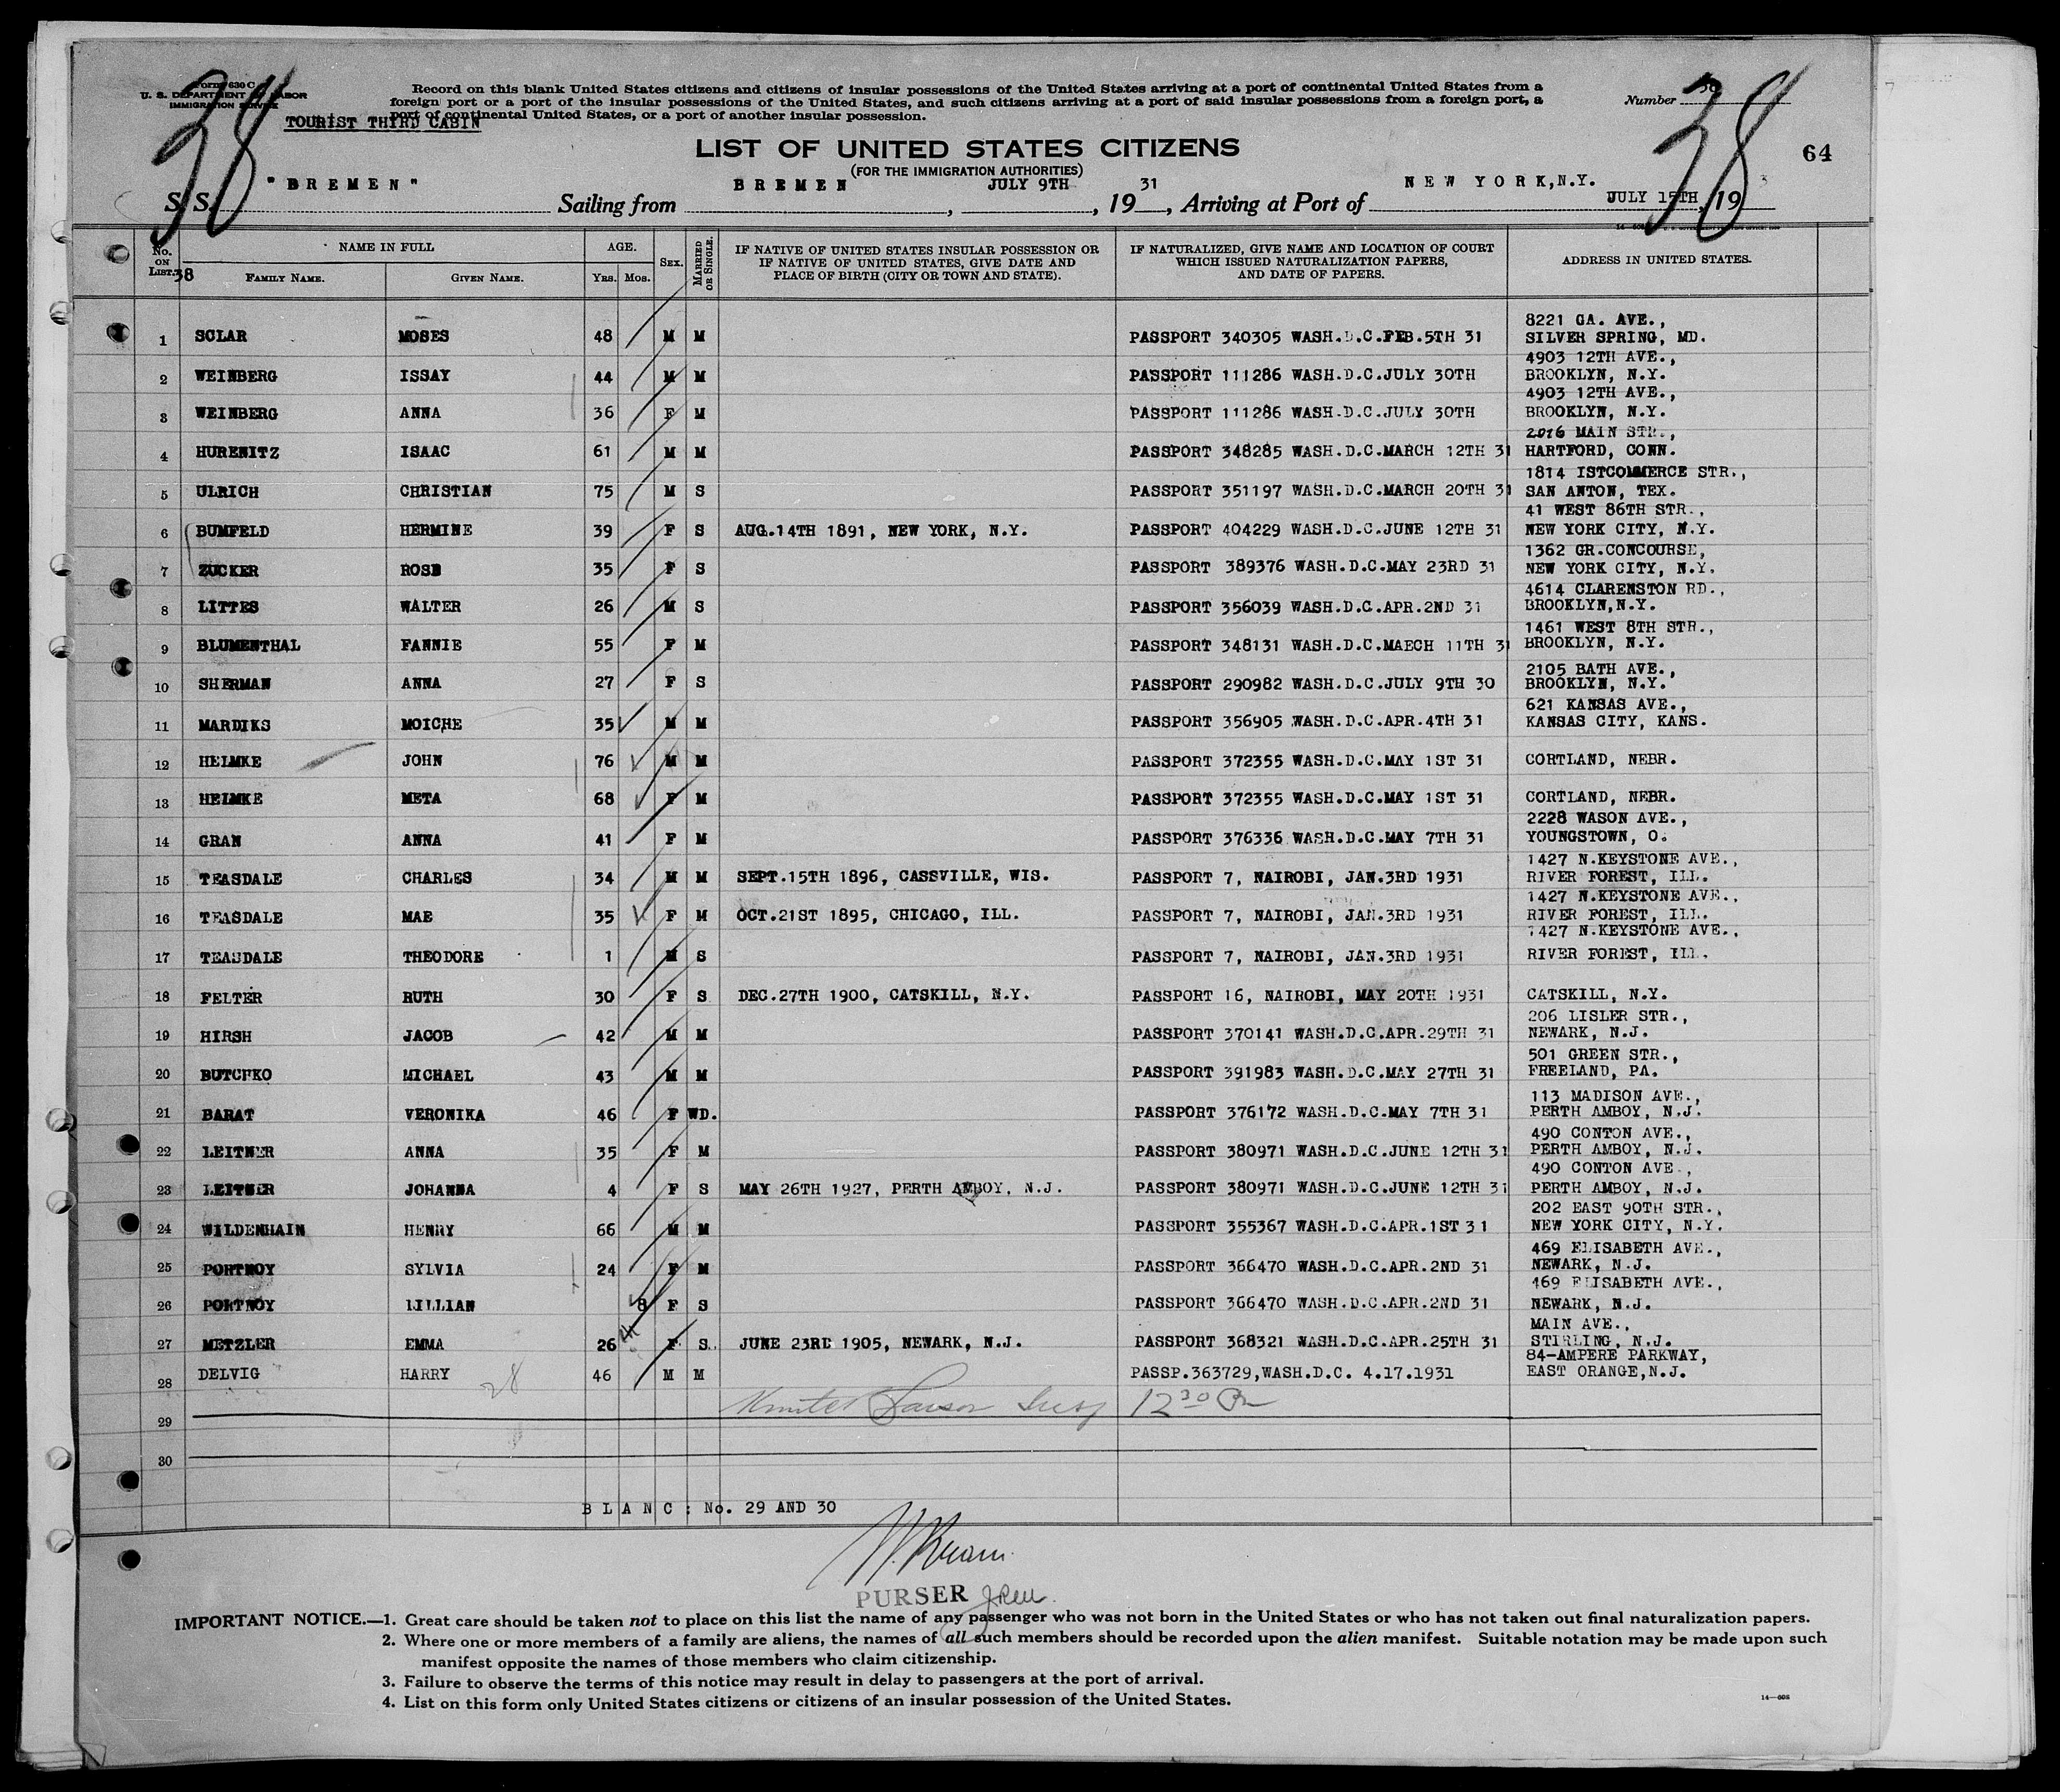 Form 630 C
U. S. DEPARTMENT OF LABOR
IMMIGRATION SERVICE
Record on this blank United States citizens and citizens of insular possessions of the United States arriving at a port of continental United States from a
foreign port or a port of the insular possessions of the United States, and such citizens arriving at a port of said insular possessions from a foreign port, a
port of continental United States, or a port of another insular possession.
TOURIST THIRD CABIN
Number
38
38
64
LIST OF UNITED STATES CITIZENS
(FOR THE IMMIGRATION AUTHORITIES)
S. S. "BREMEN" Sailing from BREMEN, JULY 9TH, 1931, Arriving at Port of NEW YORK,N.Y. JULY 15TH, 19 3
No. ON LIST. 38 NAME IN FULL AGE. SEX. MARRIED OR SINGLE. IF NATIVE OF UNITED STATES INSULAR POSSESSION OR IF NATIVE OF UNITED STATES, GIVE DATE AND PLACE OF BIRTH (CITY OR TOWN AND STATE). IF NATURALIZED, GIVE NAME AND LOCATION OF COURT WHICH ISSUED NATURALIZATION PAPERS, AND DATE OF PAPERS. ADDRESS IN UNITED STATES.
FAMILY NAME. GIVEN NAME. YRS. MOS.
8221 GA. AVE.,
1 SCLAR MOSES 48 M M PASSPORT 340305 WASH.D.C.FEB.5TH 31 SILVER SPRING, MD.
4903 12TH AVE.,
2 WEINBERG ISSAY 44 M M PASSPORT 111286 WASH.D.C.JULY 30TH BROOKLYN, N.Y.
4903 12TH AVE.,
3 WEINBERG ANNA 36 F M PASSPORT 111286 WASH.D.C.JULY 30TH BROOKLYN, N.Y.
2016 MAIN STR.,
4 HURENITZ ISAAC 61 M M PASSPORT 348285 WASH.D.C.MARCH 12TH 31 HARTFORD, CONN.
1814 ISTCOMMERCE STR.,
5 ULRICH CHRISTIAN 75 M S PASSPORT 351197 WASH.D.C.MARCH 20TH 31 SAN ANTON, TEX.
41 WEST 86TH STR.,
6 BUMFELD HERMINE 39 F S AUG.14TH 1891, NEW YORK, N.Y. PASSPORT 404229 WASH.D.C.JUNE 12TH 31 NEW YORK CITY, N.Y.
1362 GR.CONCOURSE,
7 ZUCKER ROSE 35 F S PASSPORT 389376 WASH.D.C.MAY 23RD 31 NEW YORK CITY, N.Y.
4614 CLARENSTON RD.,
8 LITTES WALTER 26 M S PASSPORT 356039 WASH.D.C.APR.2ND 31 BROOKLYN,N.Y.
1461 WEST 8TH STR.,
9 BLUMENTHAL FANNIE 55 F M PASSPORT 348131 WASH.D.C.MAECH 11TH 31 BROOKLYN, N.Y.
2105 BATH AVE.,
10 SHERMAN ANNA 27 F S PASSPORT 290982 WASH.D.C.JULY 9TH 30 BROOKLYN, N.Y.
621 KANSAS AVE.,
11 MARDIKS MOICHE 35 M M PASSPORT 356905 WASH.D.C.APR.4TH 31 KANSAS CITY, KANS.
12 HELMKE JOHN 76 M M PASSPORT 372355 WASH.D.C.MAY 1ST 31 CORTLAND, NEBR.
13 HELMKE META 68 F M PASSPORT 372355 WASH.D.C.MAY 1ST 31 CORTLAND, NEBR.
2228 WASON AVE.,
14 GRAN ANNA 41 F M PASSPORT 376336 WASH.D.C.MAY 7TH 31 YOUNGSTOWN, O.
1427 N.KEYSTONE AVE.,
15 TEASDALE CHARLES 34 M M SEPT.15TH 1896, CASSVILLE, WIS. PASSPORT 7, NAIROBI, JAN.3RD 1931 RIVER FOREST, ILL.
1427 N.KEYSTONE AVE.,
16 TEASDALE MAE 35 F M OCT.21ST 1895, CHICAGO, ILL. PASSPORT 7, NAIROBI, JAN.3RD 1931 RIVER FOREST, ILL.
1427 N.KEYSTONE AVE.,
17 TEASDALE THEODORE 1 M S PASSPORT 7, NAIROBI, JAN.3RD 1931 RIVER FOREST, ILL.
18 FELTER RUTH 30 F S DEC.27TH 1900, CATSKILL, N.Y. PASSPORT 16, NAIROBI, MAY 20TH 1931 CATSKILL, N.Y.
206 LISLER STR.,
19 HIRSH JACOB 42 M M PASSPORT 370141 WASH.D.C.APR.29TH 31 NEWARK, N.J.
501 GREEN STR.,
20 BUTCHKO MICHAEL 43 M M PASSPORT 391983 WASH.D.C.MAY 27TH 31 FREELAND, PA.
113 MADISON AVE.,
21 BARAT VERONIKA 46 F WD. PASSPORT 376172 WASH.D.C.MAY 7TH 31 PERTH AMBOY, N.J.
490 CONTON AVE.,
22 LEITNER ANNA 35 F M PASSPORT 380971 WASH.D.C.JUNE 12TH 31 PERTH AMBOY, N.J.
490 CONTON AVE.,
23 LEITNER JOHANNA 4 F S MAY 26TH 1927, PERTH AMBOY, N.J. PASSPORT 380971 WASH.D.C.JUNE 12TH 31 PERTH AMBOY, N.J.
202 EAST 90TH STR.,
24 WILDENHAIN HENRY 66 M M PASSPORT 355367 WASH.D.C.APR.1ST 31 NEW YORK CITY, N.Y.
469 ELISABETH AVE.,
25 PORTNOY SYLVIA 24 F M PASSPORT 366470 WASH.D.C.APR.2ND 31 NEWARK, N.J.
469 ELISABETH AVE.,
26 PORTNOY LILLIAN 8 F S PASSPORT 366470 WASH.D.C.APR.2ND 31 NEWARK, N.J.
MAIN AVE.,
27 METZLER EMMA 26 F S. JUNE 23RD 1905, NEWARK, N.J. PASSPORT 368321 WASH.D.C.APR.25TH 31 STIRLING, N.J.
84-AMPERE PARKWAY,
28 DELVIG HARRY 46 M M PASSP.363729,WASH.D.C. 4.17.1931 EAST ORANGE,N.J.
28
29 Insp 12 30
30
BLANC: No. 29 AND 30
PURSER
IMPORTANT NOTICE.—1. Great care should be taken not to place on this list the name of any passenger who was not born in the United States or who has not taken out final naturalization papers.
2. Where one or more members of a family are aliens, the names of all such members should be recorded upon the alien manifest. Suitable notation may be made upon such
manifest opposite the names of those members who claim citizenship.
3. Failure to observe the terms of this notice may result in delay to passengers at the port of arrival.
4. List on this form only United States citizens or citizens of an insular possession of the United States.
14—608